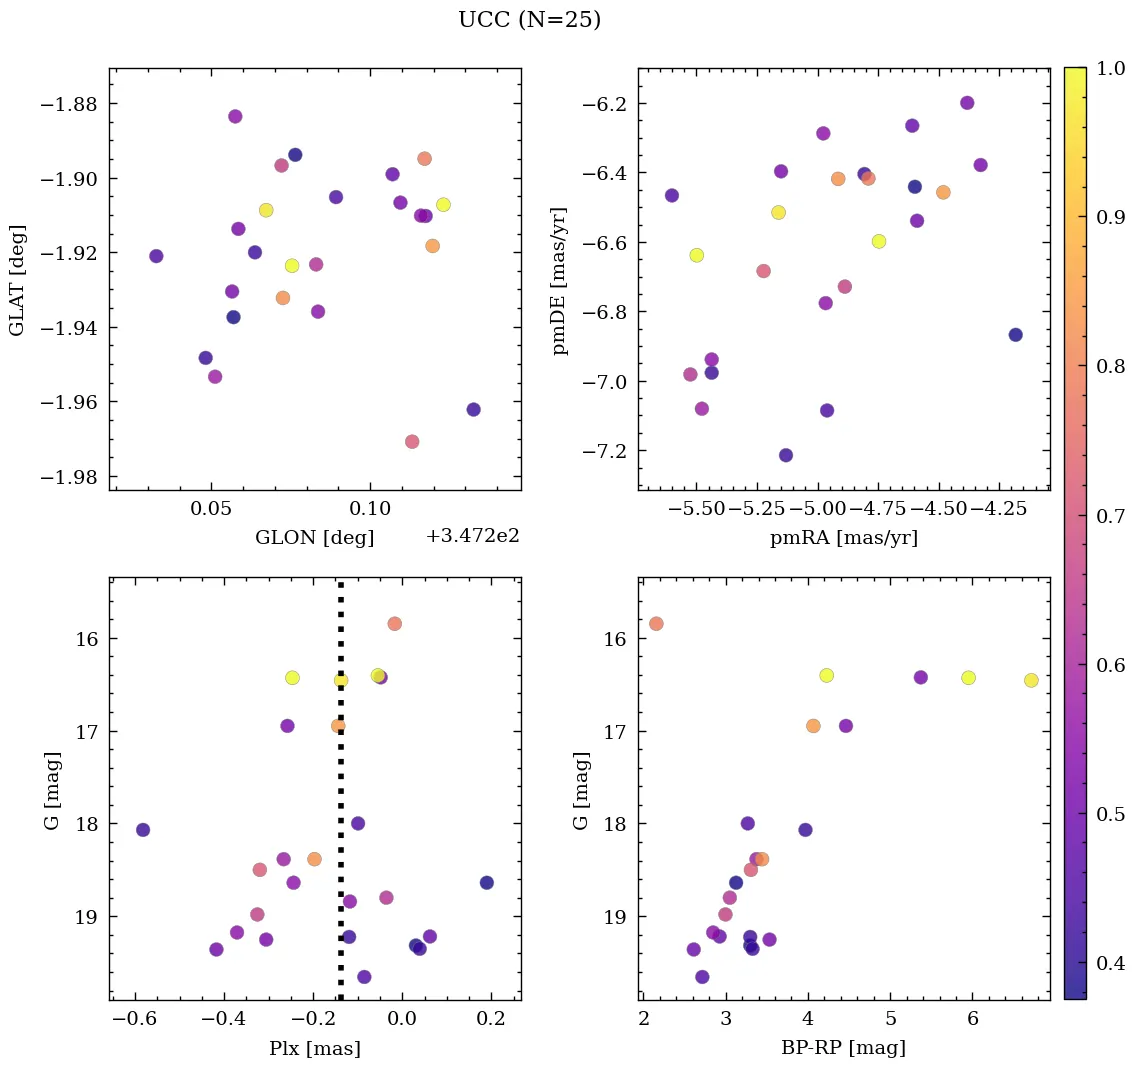 UCC (N=25)
−1.88
−1.90
−1.92
−1.94
−1.96
−1.98
GLAT [deg]
0.05 0.10
GLON [deg]
+3.472e2
−6.2
−6.4
−6.6
−6.8
−7.0
−7.2
pmDE [mas/yr]
−5.50 −5.25 −5.00 −4.75 −4.50 −4.25
pmRA [mas/yr]
16
17
18
19
G [mag]
−0.6 −0.4 −0.2 0.0 0.2
Plx [mas]
16
17
18
19
G [mag]
2 3 4 5 6
BP-RP [mag]
1.0
0.9
0.8
0.7
0.6
0.5
0.4